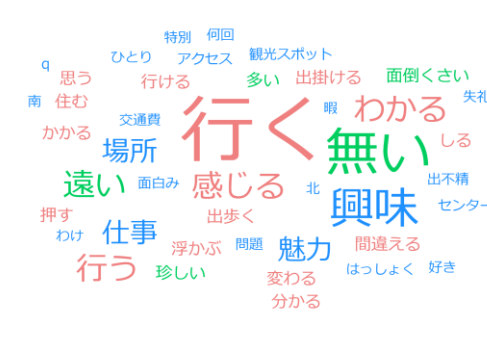 特別 何回
ひとり アクセス 観光スポット
q 思う 行ける 多い 出掛ける 面倒くさい
南 住む 交通費 行く 暇 わかる 失礼
かかる 場所 無い しる
遠い 面白み 感じる 北 興味 出不精
押す 出歩く センター
わけ 仕事 浮かぶ 問題 魅力 間違える
行う 珍しい 変わる はっしょく 好き
分かる